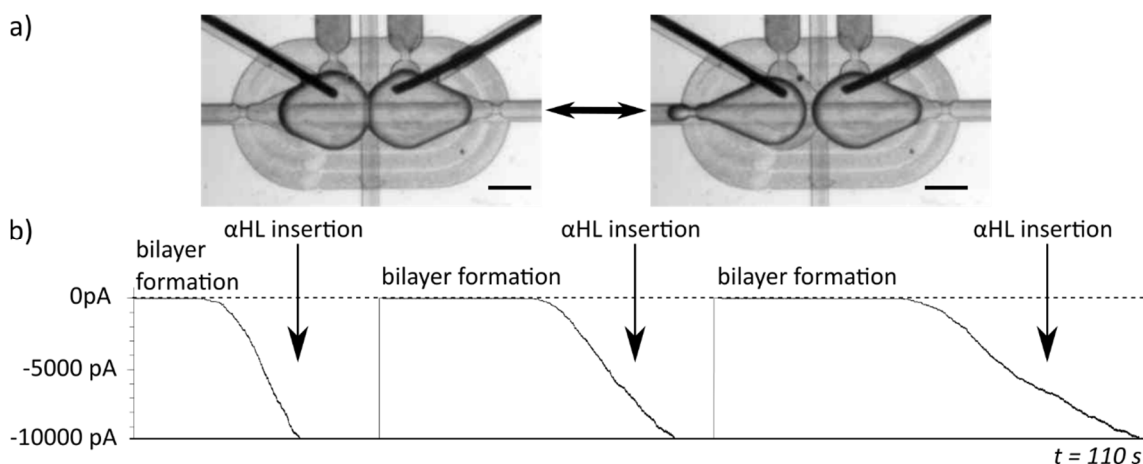 a)
b)
αHL insertion
αHL insertion
αHL insertion
bilayer
formation
bilayer formation
bilayer formation
0pA
-5000 pA
-10000 pA
t = 110 s